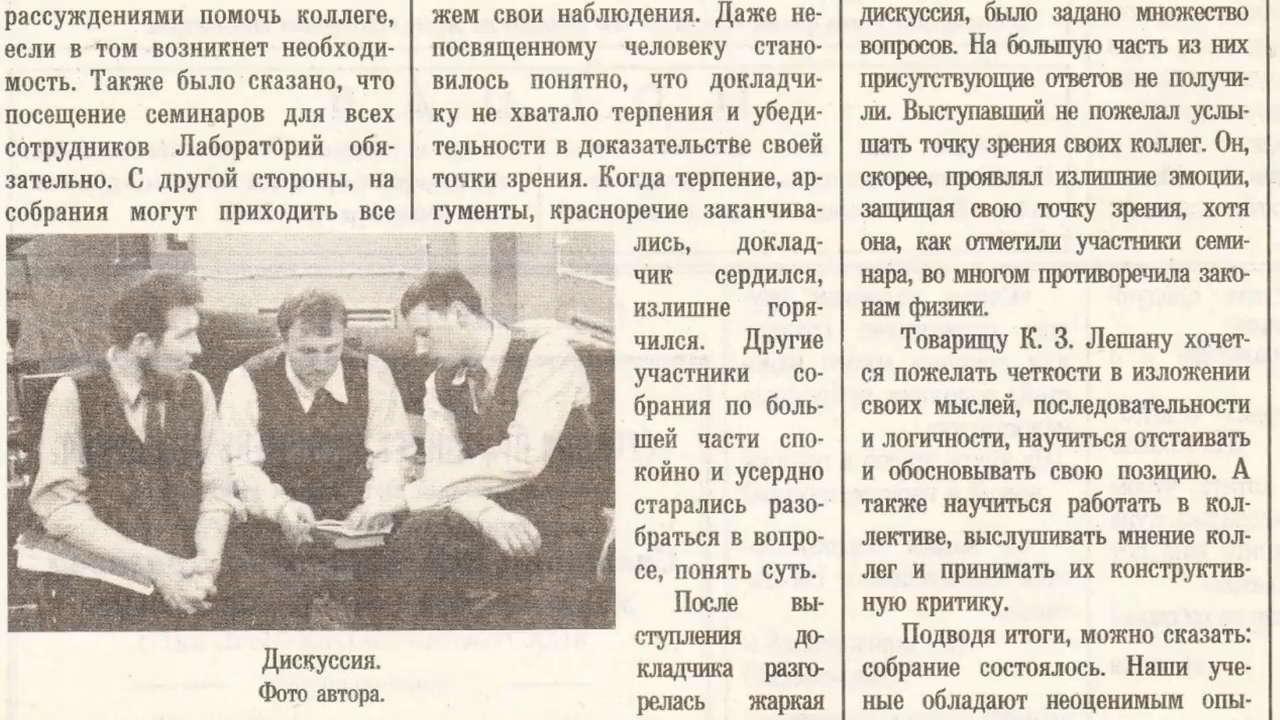 рассуждениями помочь коллеге,
если в том возникнет необходи-
мость. Также было сказано, что
посещение семинаров для всех
сотрудников Лабораторий обя-
зательно. С другой стороны, на
собрания могут приходить все
Дискуссия.
Фото автора.
жем свои наблюдения. Даже не-
посвященному человеку стано-
вилось понятно, что докладчи-
ку не хватало терпения и убеди-
тельности в доказательстве своей
точки зрения. Когда терпение, ар-
гументы, красноречие заканчива-
лись, доклад-
чик сердился,
излишне горя-
чился. Другие
участники со-
брания по боль-
шей части спо-
койно и усердно
старались разо-
браться в вопро-
се, понять суть.
После вы-
ступления до-
кладчика разго-
релась жаркая
дискуссия, было задано множество
вопросов. На большую часть из них
присутствующие ответов не получи-
ли. Выступавший не пожелал услы-
шать точку зрения своих коллег. Он,
скорее, проявлял излишние эмоции,
защищая свою точку зрения, хотя
она, как отметили участники семи-
нара, во многом противоречила зако-
нам физики.
Товарищу К. З. Лешану хочет-
ся пожелать четкости в изложении
своих мыслей, последовательности
и логичности, научиться отстаивать
и обосновывать свою позицию. А
также научиться работать в кол-
лективе, выслушивать мнение кол-
лег и принимать их конструктив-
ную критику.
Подводя итоги, можно сказать:
собрание состоялось. Наши уче-
ные обладают неоценимым опы-